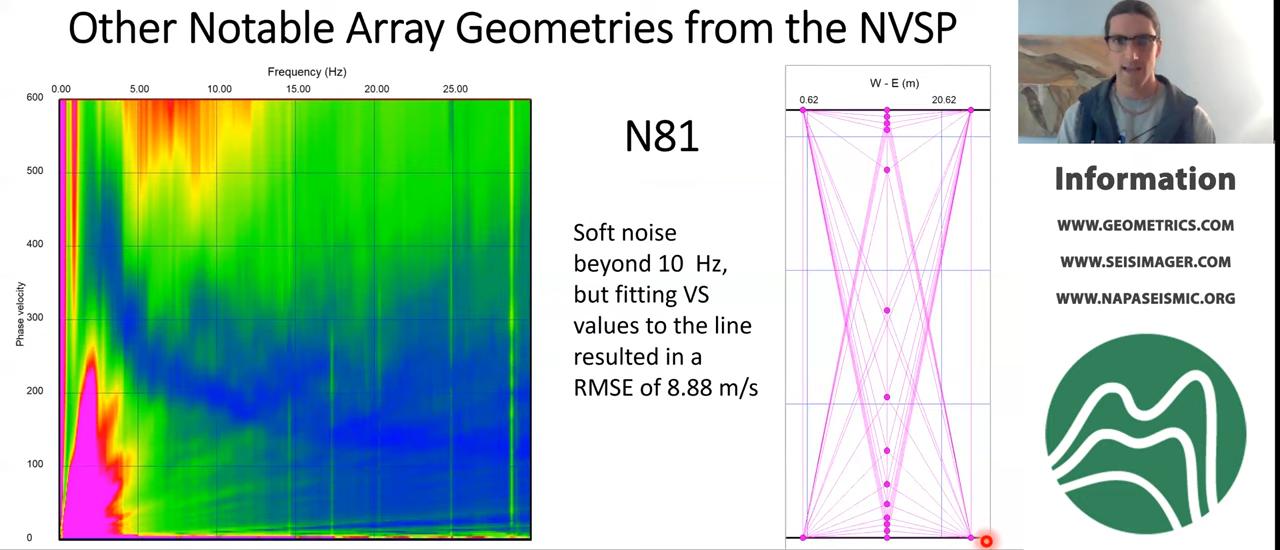 Other Notable Array Geometries from the NVSP
Frequency (Hz)
0.00 5.00 10.00 15.00 20.00 25.00
600
500
400
300
200
100
0
Phase velocity
N81
Soft noise
beyond 10 Hz,
but fitting VS
values to the line
resulted in a
RMSE of 8.88 m/s
W - E (m)
0.62 20.62
Information
WWW.GEOMETRICS.COM
WWW.SEISIMAGER.COM
WWW.NAPASEISMIC.ORG